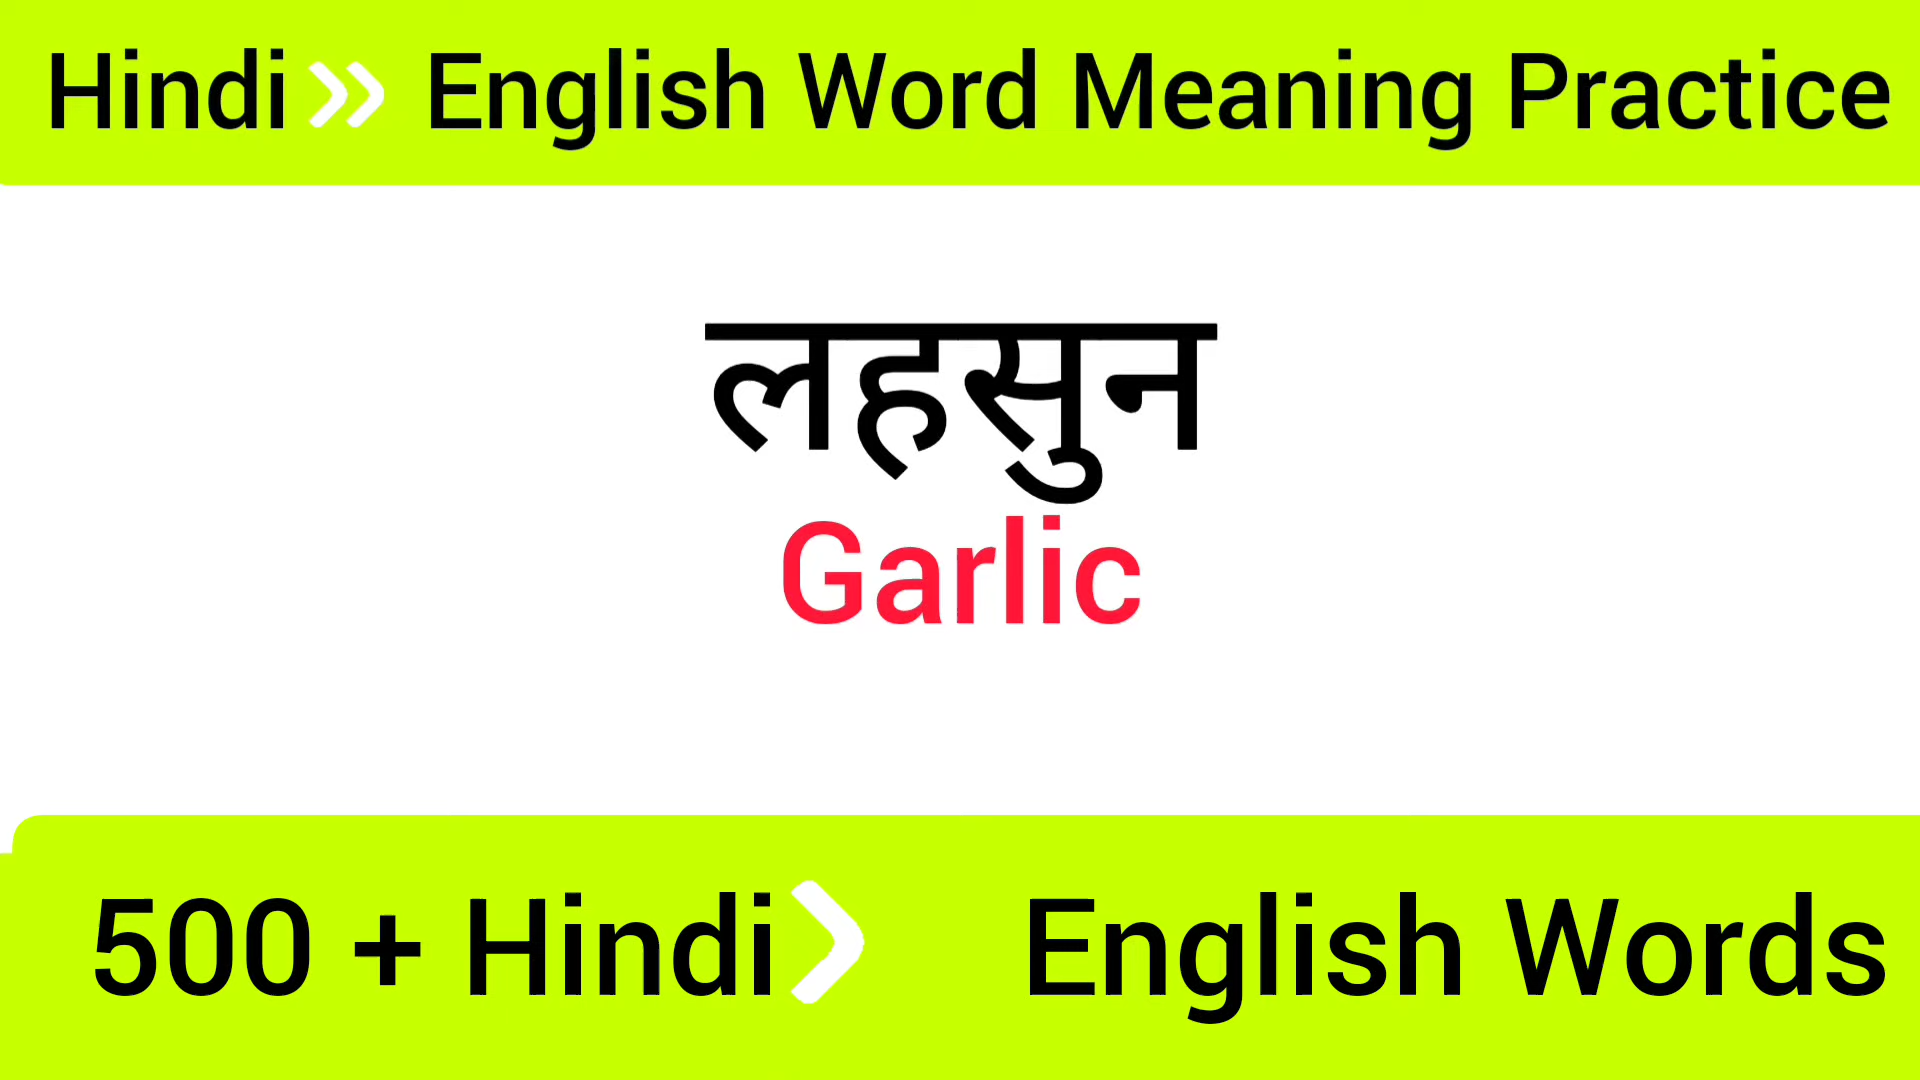 Hindi » English Word Meaning Practice
लहसुन
Garlic
500 + Hindi › English Words